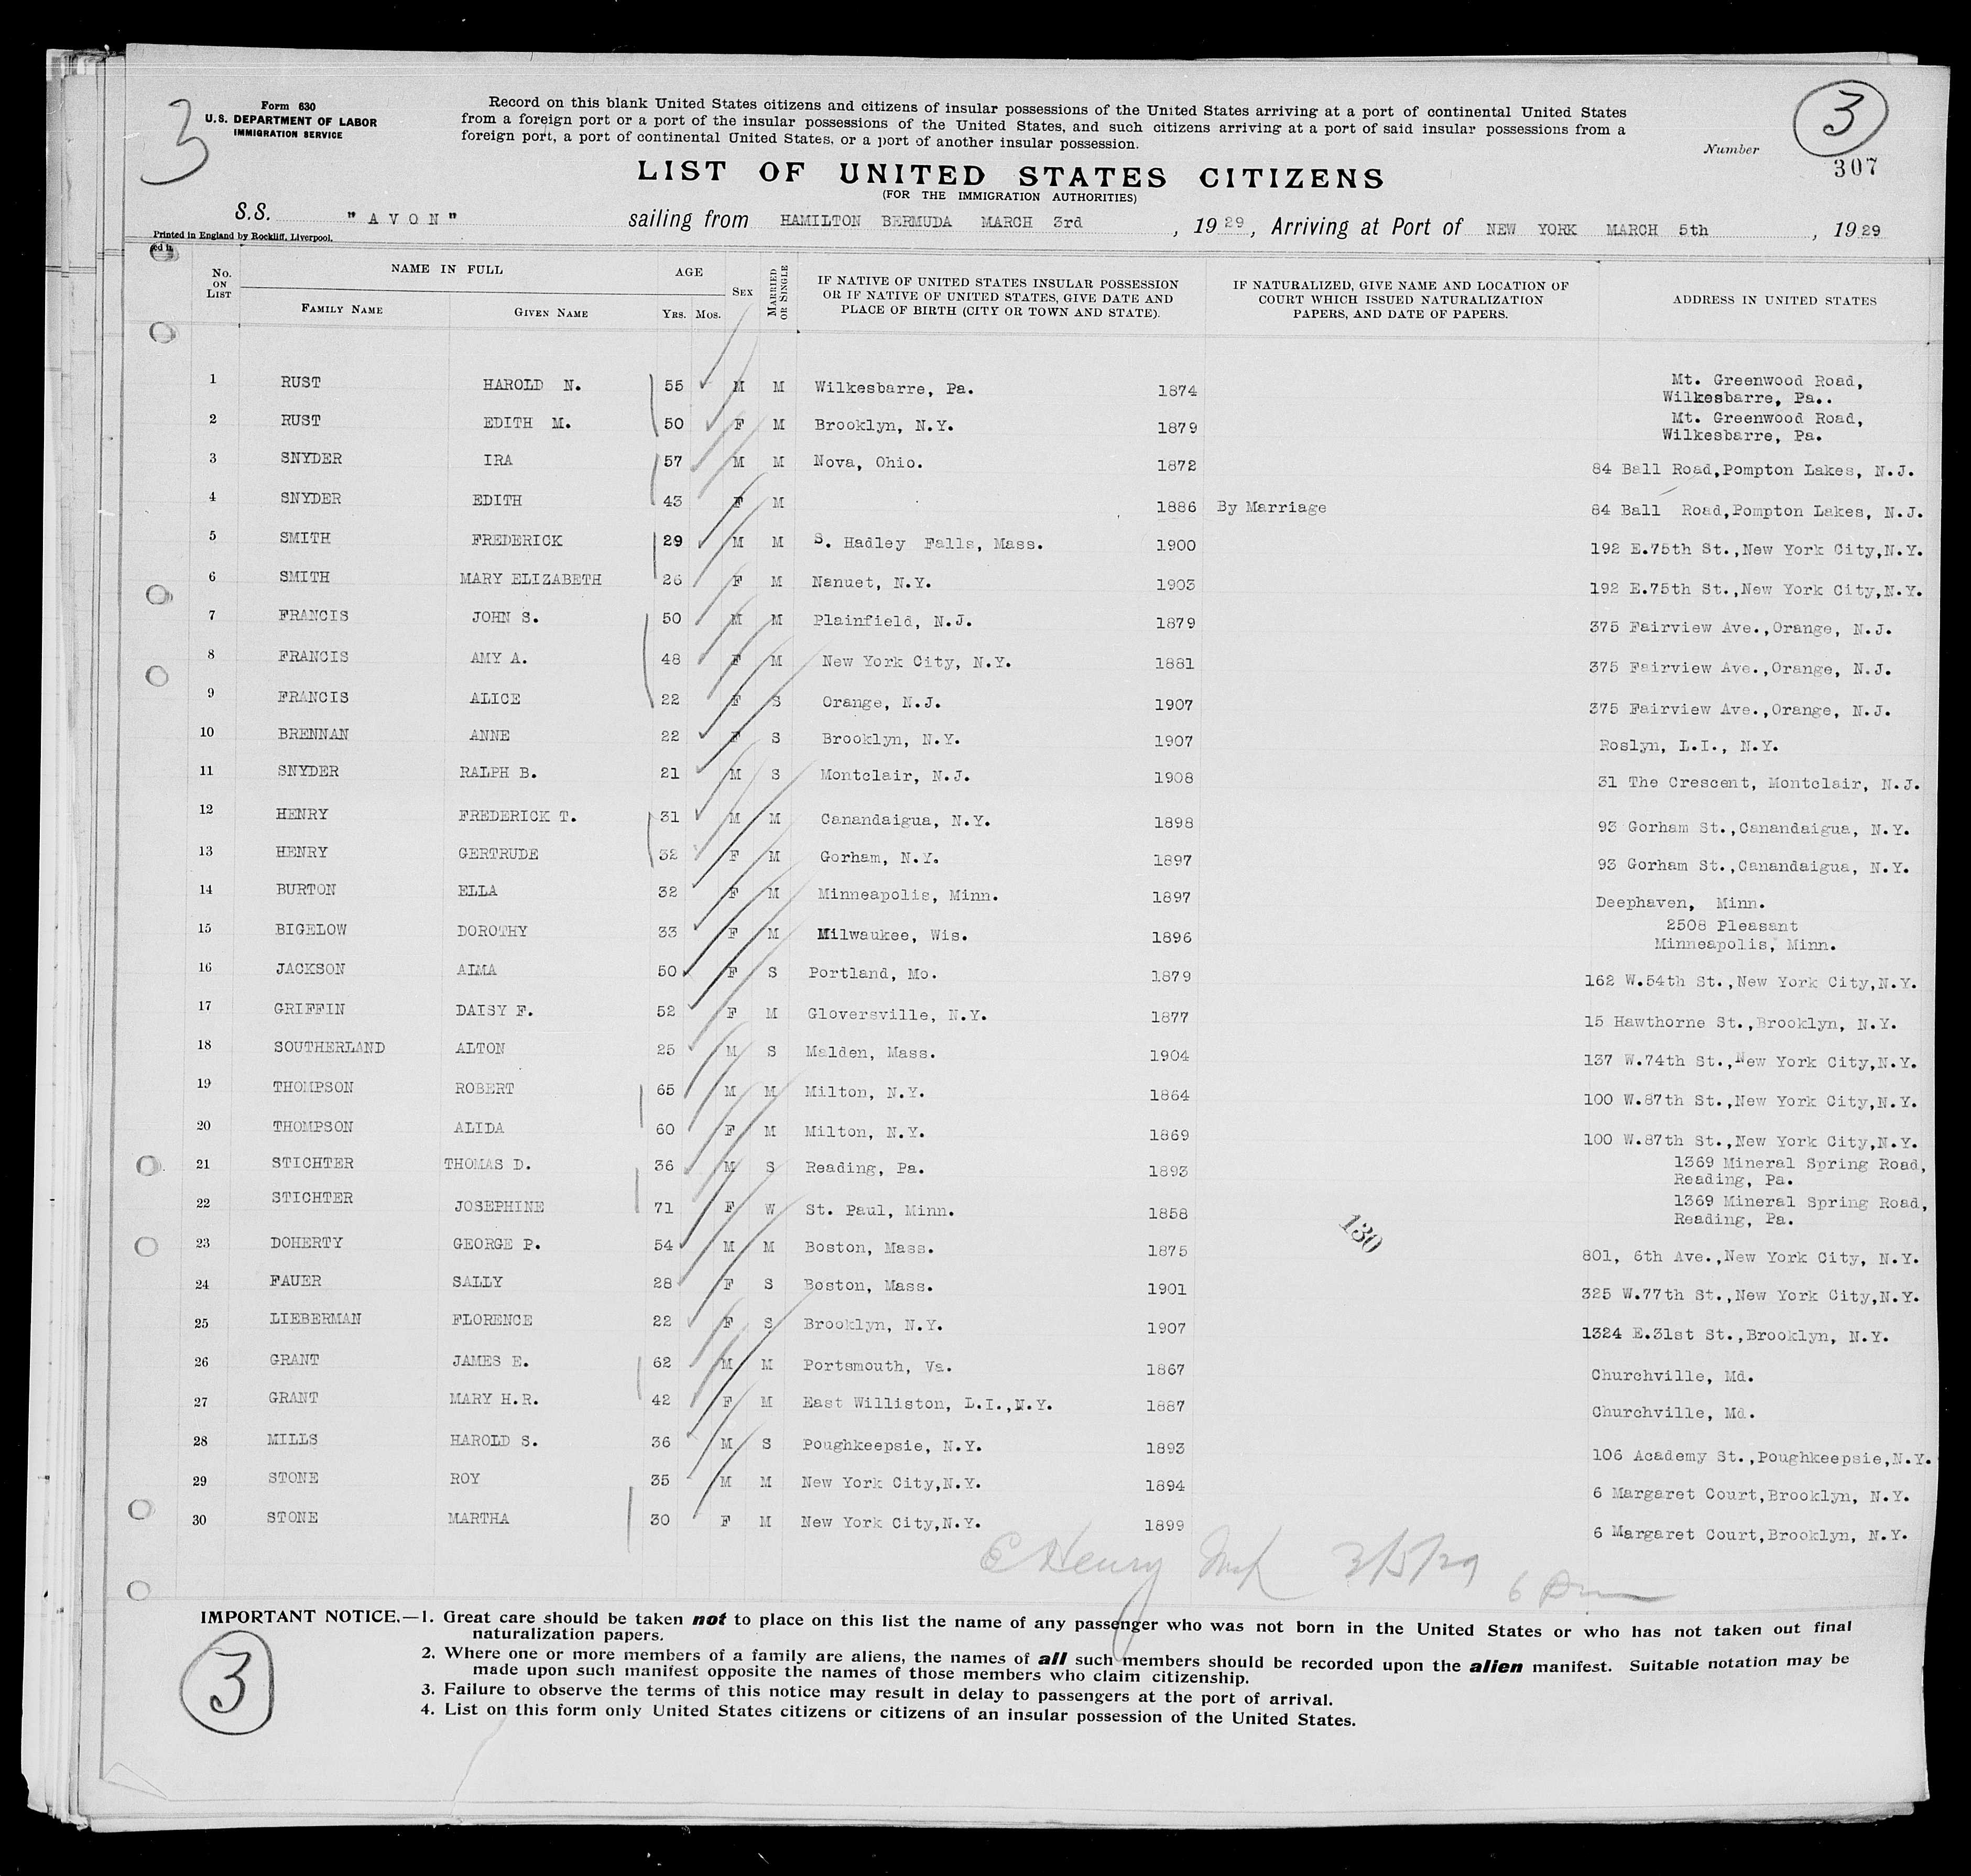 3
Form 630
U.S. DEPARTMENT OF LABOR
IMMIGRATION SERVICE
Record on this blank United States citizens and citizens of insular possessions of the United States arriving at a port of continental United States
from a foreign port or a port of the insular possessions of the United States, and such citizens arriving at a port of said insular possessions from a
foreign port, a port of continental United States, or a port of another insular possession.
3
Number
307
LIST OF UNITED STATES CITIZENS
(FOR THE IMMIGRATION AUTHORITIES)
S.S. "AVON" sailing from HAMILTON BERMUDA MARCH 3rd, 1929, Arriving at Port of NEW YORK MARCH 5th, 1929
Printed in England by Rockliff, Liverpool.
No. ON LIST
NAME IN FULL
FAMILY NAME
GIVEN NAME
AGE
Yrs. Mos.
SEX
MARRIED OR SINGLE
IF NATIVE OF UNITED STATES INSULAR POSSESSION
OR IF NATIVE OF UNITED STATES, GIVE DATE AND
PLACE OF BIRTH (CITY OR TOWN AND STATE).
IF NATURALIZED, GIVE NAME AND LOCATION OF
COURT WHICH ISSUED NATURALIZATION
PAPERS, AND DATE OF PAPERS.
ADDRESS IN UNITED STATES
1 RUST HAROLD N. 55 M M Wilkesbarre, Pa. 1874 Mt. Greenwood Road,
Wilkesbarre, Pa..
2 RUST EDITH M. 50 F M Brooklyn, N.Y. 1879 Mt. Greenwood Road,
Wilkesbarre, Pa.
3 SNYDER IRA 57 M M Nova, Ohio. 1872 84 Ball Road,Pompton Lakes, N.J.
4 SNYDER EDITH 43 F M 1886 By Marriage 84 Ball Road,Pompton Lakes, N.J.
5 SMITH FREDERICK 29 M M S. Hadley Falls, Mass. 1900 192 E.75th St.,New York City,N.Y.
6 SMITH MARY ELIZABETH 26 F M Nanuet, N.Y. 1903 192 E.75th St.,New York City,N.Y.
7 FRANCIS JOHN S. 50 M M Plainfield, N.J. 1879 375 Fairview Ave.,Orange, N.J.
8 FRANCIS AMY A. 48 F M New York City, N.Y. 1881 375 Fairview Ave.,Orange, N.J.
9 FRANCIS ALICE 22 F S Orange, N.J. 1907 375 Fairview Ave.,Orange, N.J.
10 BRENNAN ANNE 22 F S Brooklyn, N.Y. 1907 Roslyn, L.I., N.Y.
11 SNYDER RALPH B. 21 M S Montclair, N.J. 1908 31 The Crescent, Montclair, N.J.
12 HENRY FREDERICK T. 31 M M Canandaigua, N.Y. 1898 93 Gorham St.,Canandaigua, N.Y.
13 HENRY GERTRUDE 32 F M Gorham, N.Y. 1897 93 Gorham St.,Canandaigua, N.Y.
14 BURTON ELLA 32 F M Minneapolis, Minn. 1897 Deephaven, Minn.
15 BIGELOW DOROTHY 33 F M Milwaukee, Wis. 1896 2508 Pleasant
Minneapolis, Minn.
16 JACKSON ALMA 50 F S Portland, Mo. 1879 162 W.54th St.,New York City,N.Y.
17 GRIFFIN DAISY F. 52 F M Gloversville, N.Y. 1877 15 Hawthorne St.,Brooklyn, N.Y.
18 SOUTHERLAND ALTON 25 M S Malden, Mass. 1904 137 W.74th St.,New York City,N.Y.
19 THOMPSON ROBERT 65 M M Milton, N.Y. 1864 100 W.87th St.,New York City,N.Y.
20 THOMPSON ALIDA 60 F M Milton, N.Y. 1869 100 W.87th St.,New York City,N.Y.
21 STICHTER THOMAS D. 36 M S Reading, Pa. 1893 1369 Mineral Spring Road,
Reading, Pa.
22 STICHTER JOSEPHINE 71 F W St. Paul, Minn. 1858 1369 Mineral Spring Road,
Reading, Pa.
130
23 DOHERTY GEORGE P. 54 M M Boston, Mass. 1875 801, 6th Ave.,New York City, N.Y.
24 FAUER SALLY 28 F S Boston, Mass. 1901 325 W.77th St.,New York City,N.Y.
25 LIEBERMAN FLORENCE 22 F S Brooklyn, N.Y. 1907 1324 E.31st St.,Brooklyn, N.Y.
26 GRANT JAMES E. 62 M M Portsmouth, Va. 1867 Churchville, Md.
27 GRANT MARY H.R. 42 F M East Williston, L.I.,N.Y. 1887 Churchville, Md.
28 MILLS HAROLD S. 36 M S Poughkeepsie, N.Y. 1893 106 Academy St.,Poughkeepsie,N.Y.
29 STONE ROY 35 M M New York City,N.Y. 1894 6 Margaret Court,Brooklyn, N.Y.
30 STONE MARTHA 30 F M New York City,N.Y. 1899 6 Margaret Court,Brooklyn, N.Y.
E Henry 3/5/29 6 Pm
IMPORTANT NOTICE.—1. Great care should be taken not to place on this list the name of any passenger who was not born in the United States or who has not taken out final
naturalization papers.
2. Where one or more members of a family are aliens, the names of all such members should be recorded upon the alien manifest. Suitable notation may be
made upon such manifest opposite the names of those members who claim citizenship.
3. Failure to observe the terms of this notice may result in delay to passengers at the port of arrival.
4. List on this form only United States citizens or citizens of an insular possession of the United States.
3